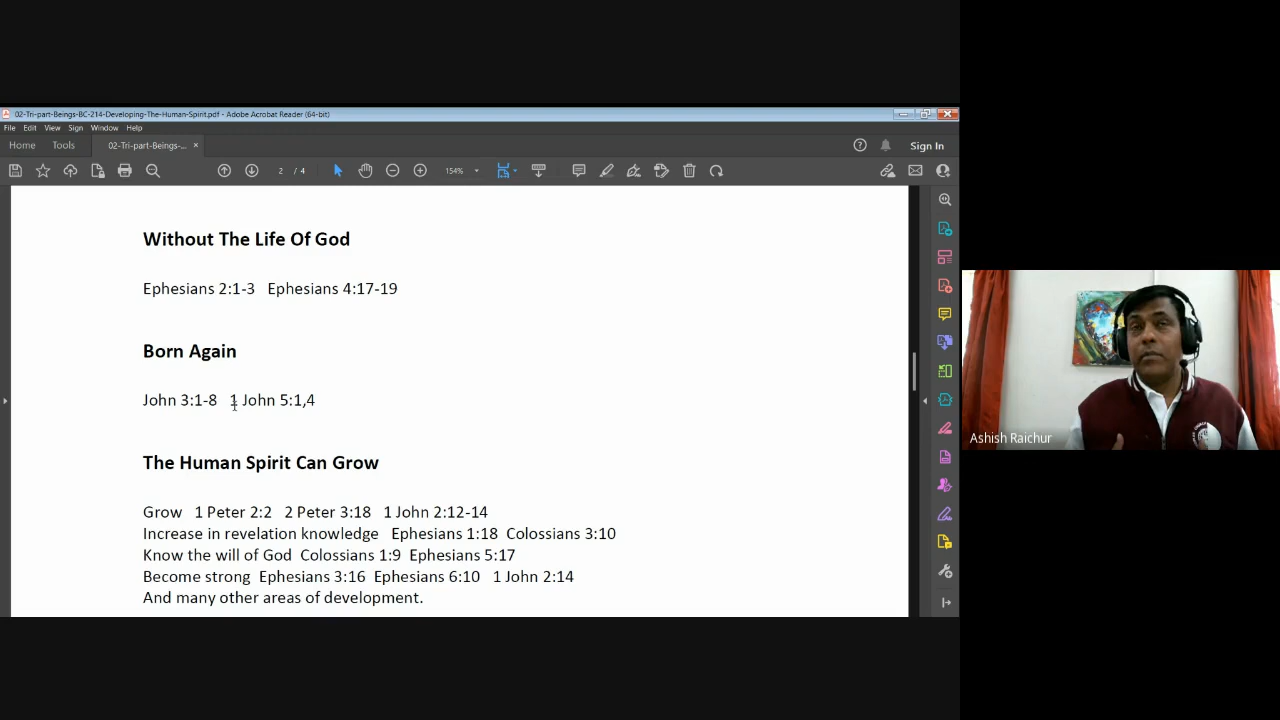 02-Tri-part-Beings-BC-214-Developing-The-Human-Spirit.pdf - Adobe Acrobat Reader (64-bit)
File Edit View Sign Window Help
Home Tools 02-Tri-part-Beings-... × Sign In
2 / 4 154%
Without The Life Of God
Ephesians 2:1-3 Ephesians 4:17-19
Born Again
John 3:1-8 1 John 5:1,4
The Human Spirit Can Grow
Grow 1 Peter 2:2 2 Peter 3:18 1 John 2:12-14
Increase in revelation knowledge Ephesians 1:18 Colossians 3:10
Know the will of God Colossians 1:9 Ephesians 5:17
Become strong Ephesians 3:16 Ephesians 6:10 1 John 2:14
And many other areas of development.
Ashish Raichur